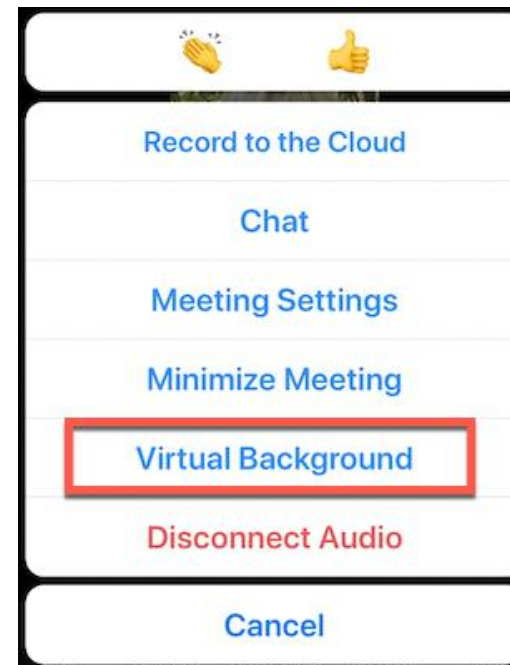 Record to the Cloud
Chat
Meeting Settings
Minimize Meeting
Virtual Background
Disconnect Audio
Cancel